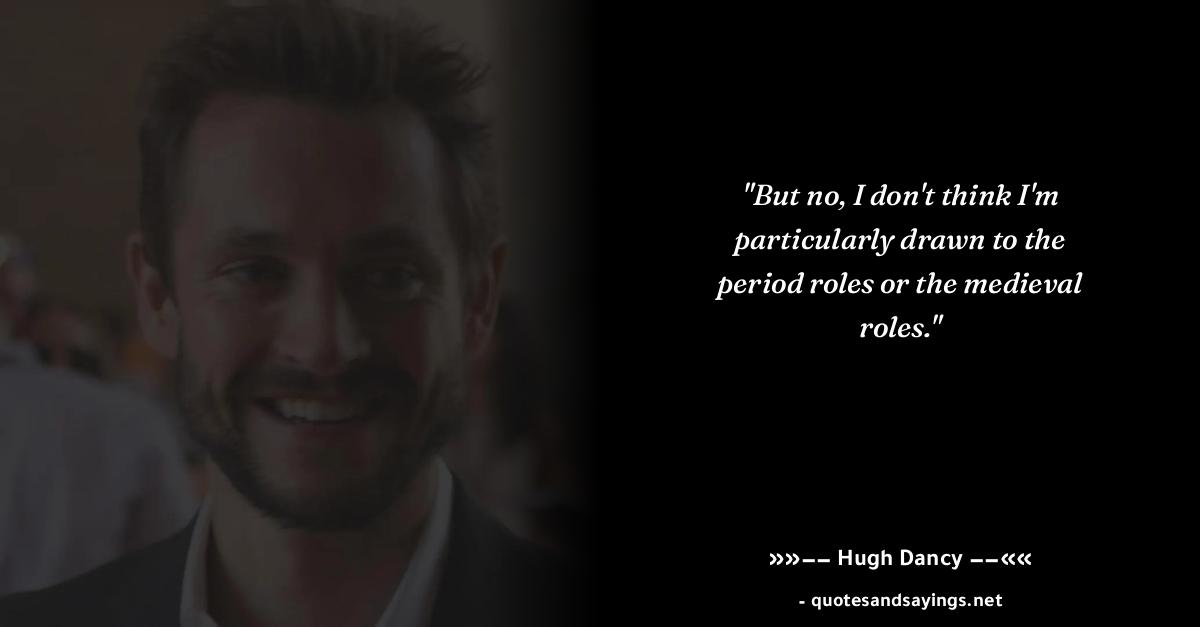 "But no, I don't think I'm
particularly drawn to the
period roles or the medieval
roles."
»»-- Hugh Dancy --««
- quotesandsayings.net